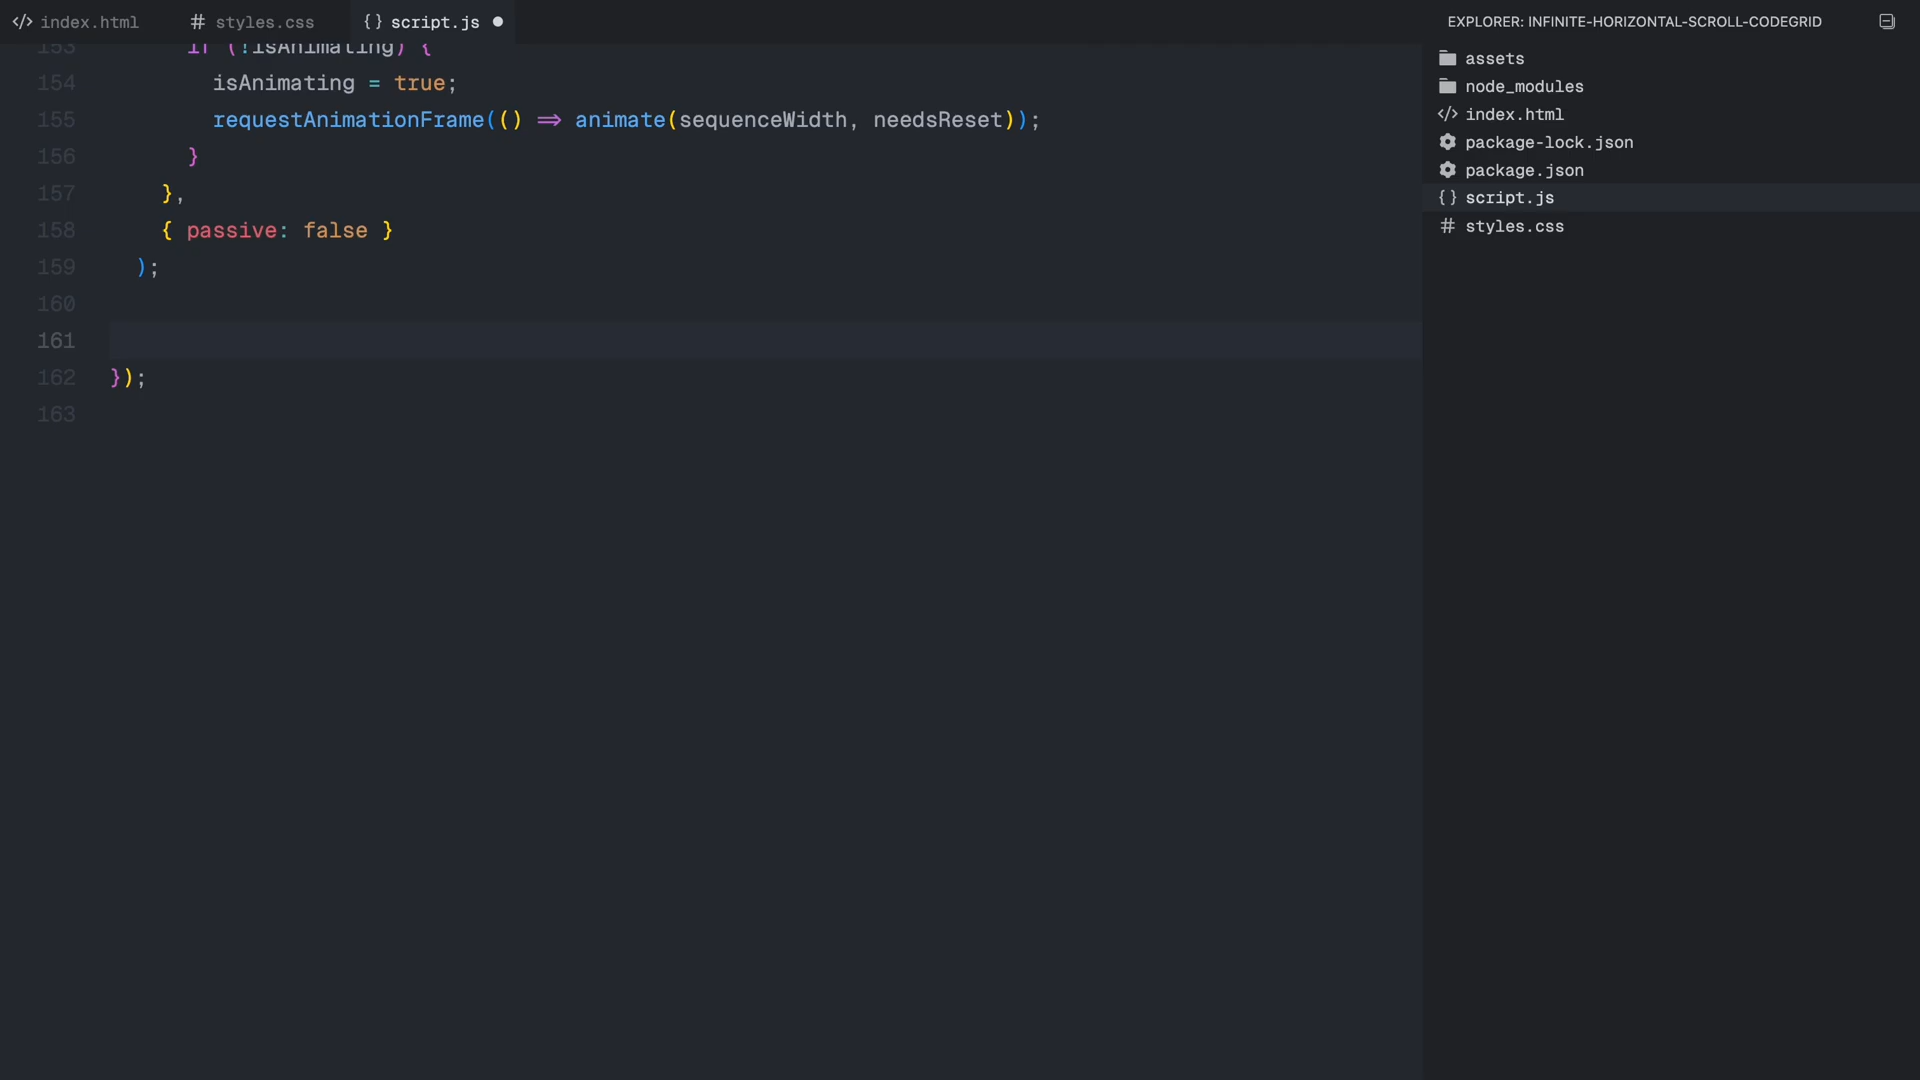 index.html
styles.css
{} script.js
EXPLORER: INFINITE-HORIZONTAL-SCROLL-CODEGRID
153 if (!isAnimating) {
154 isAnimating = true;
155 requestAnimationFrame(() => animate(sequenceWidth, needsReset));
156 }
157 },
158 { passive: false }
159 );
160
161
162 });
163
assets
node_modules
index.html
package-lock.json
package.json
{} script.js
# styles.css